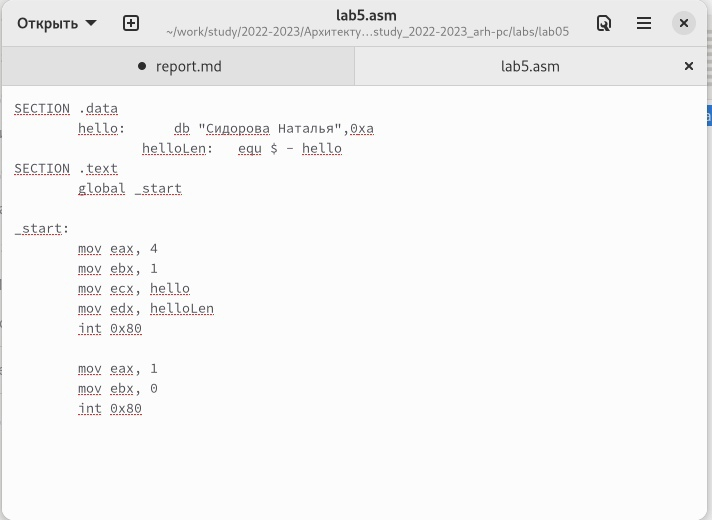 Открыть
lab5.asm
~/work/study/2022-2023/Архитекту…study_2022-2023_arh-pc/labs/lab05
report.md
lab5.asm
SECTION .data
hello: db "Сидорова Наталья",0xa
helloLen: equ $ - hello
SECTION .text
global _start
_start:
mov eax, 4
mov ebx, 1
mov ecx, hello
mov edx, helloLen
int 0x80
mov eax, 1
mov ebx, 0
int 0x80